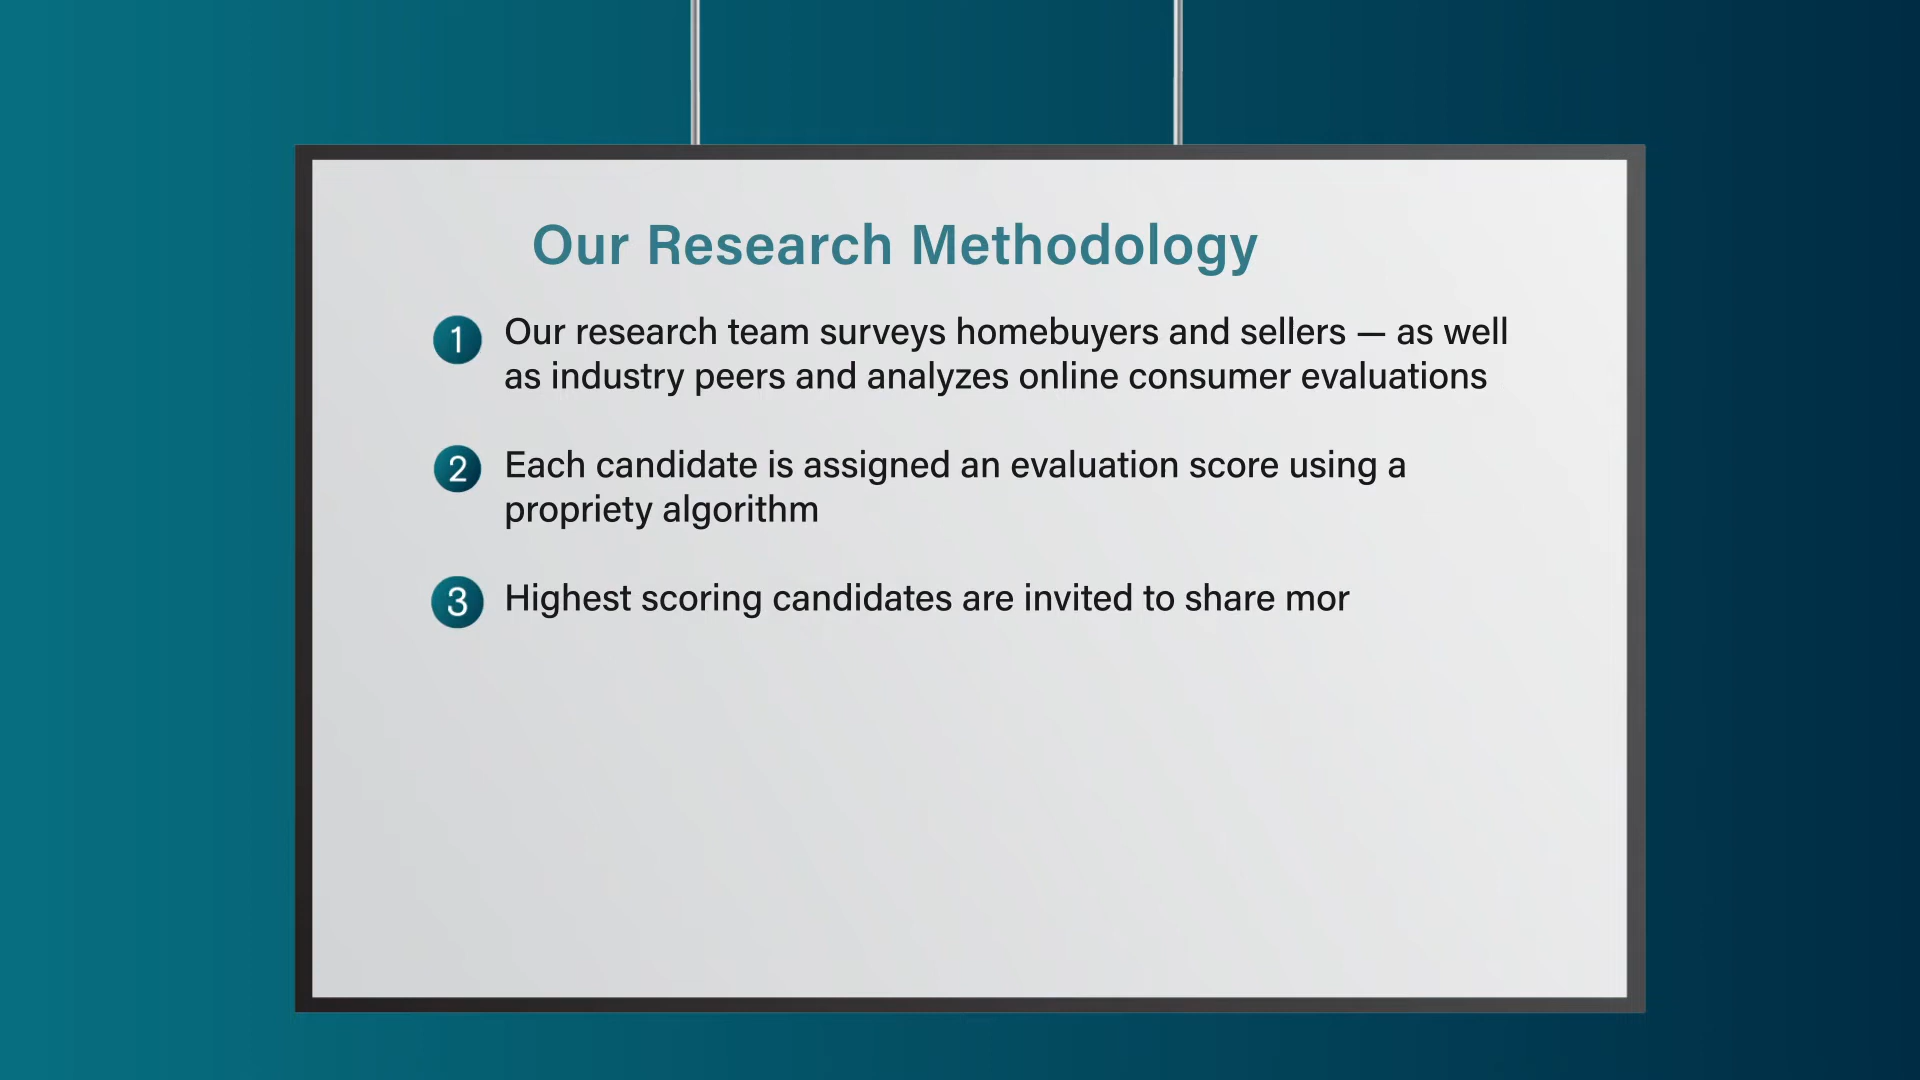 Our Research Methodology
1 Our research team surveys homebuyers and sellers — as well
as industry peers and analyzes online consumer evaluations
2 Each candidate is assigned an evaluation score using a
propriety algorithm
3 Highest scoring candidates are invited to share mor